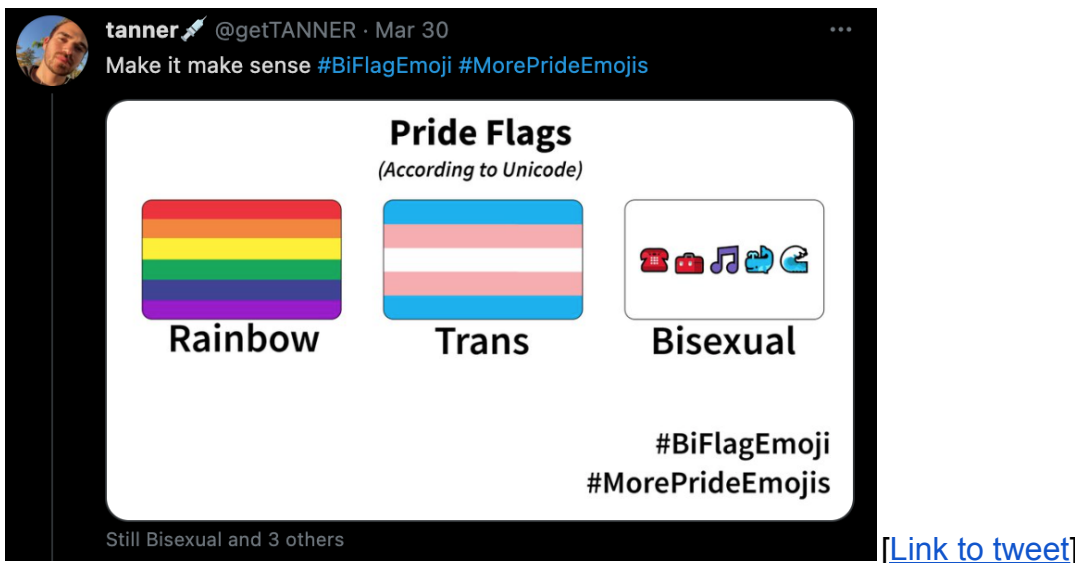 tanner💉 @getTANNER · Mar 30
Make it make sense #BiFlagEmoji #MorePrideEmojis
Pride Flags
(According to Unicode)
Rainbow Trans Bisexual
#BiFlagEmoji
#MorePrideEmojis
Still Bisexual and 3 others
[Link to tweet]